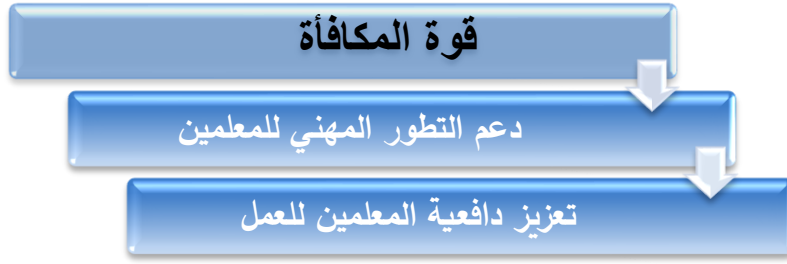 قوة المكافأة
دعم التطور المهني للمعلمين
تعزيز دافعية المعلمين للعمل